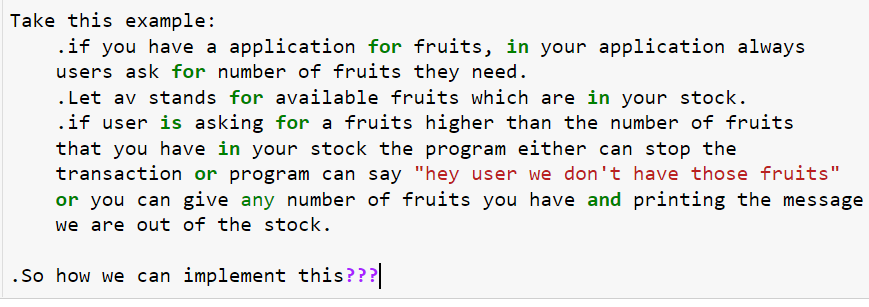 Take this example:
.if you have a application for fruits, in your application always
users ask for number of fruits they need.
.Let av stands for available fruits which are in your stock.
.if user is asking for a fruits higher than the number of fruits
that you have in your stock the program either can stop the
transaction or program can say "hey user we don't have those fruits"
or you can give any number of fruits you have and printing the message
we are out of the stock.
.So how we can implement this???